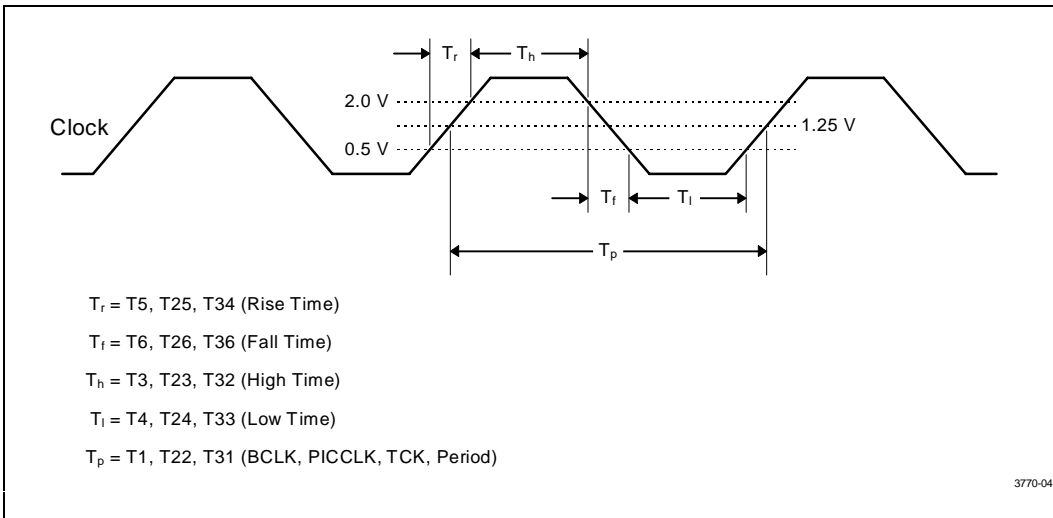 Tr Th
2.0 V
Clock 1.25 V
0.5 V
Tf Tl
Tp
Tr = T5, T25, T34 (Rise Time)
Tf = T6, T26, T36 (Fall Time)
Th = T3, T23, T32 (High Time)
Tl = T4, T24, T33 (Low Time)
Tp = T1, T22, T31 (BCLK, PICCLK, TCK, Period)
3770-04